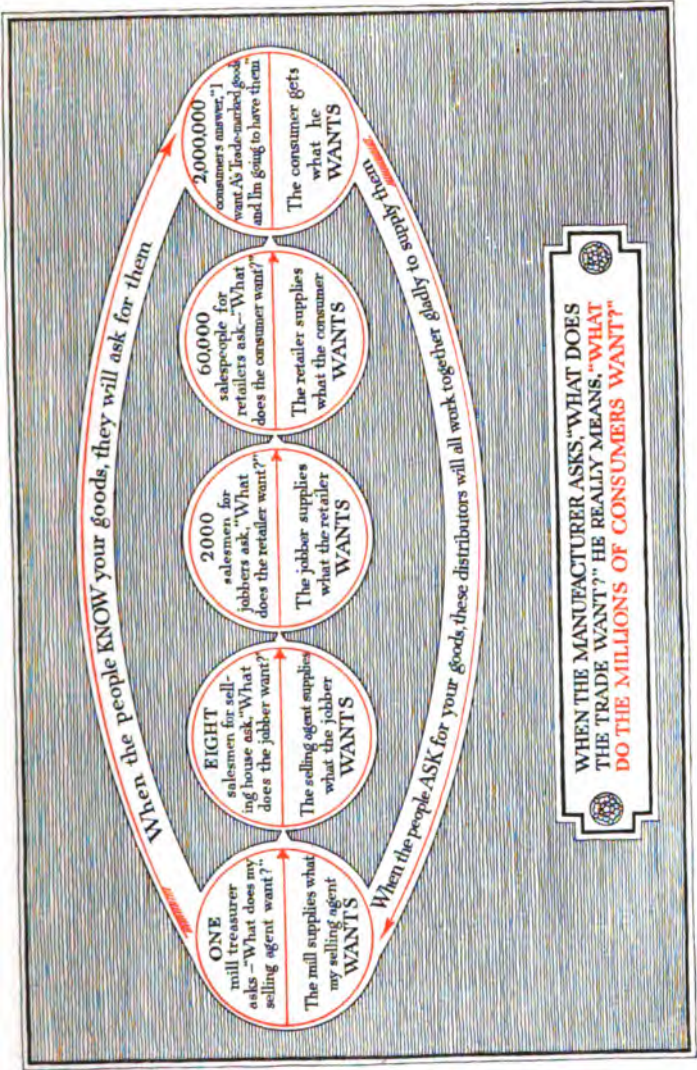 When the people KNOW your goods, they will ask for them
ONE
mill treasurer
asks—"What does my
selling agent want?"
The mill supplies what
my selling agent
WANTS
EIGHT
salesmen for sell-
ing house ask,"What
does the jobber want?"
The selling agent supplies
what the jobber
WANTS
2000
salesmen for
jobbers ask,"What
does the retailer want?"
The jobber supplies
what the retailer
WANTS
60,000
salespeople for
retailers ask—"What
does the consumer want?"
The retailer supplies
what the consumer
WANTS
2,000,000
consumers answer,"I
want A's Trade-marked goods
and I'm going to have them"
The consumer gets
what he
WANTS
When the people ASK for your goods, these distributors will all work together gladly to supply them
WHEN THE MANUFACTURER ASKS,"WHAT DOES
THE TRADE WANT?" HE REALLY MEANS,"WHAT
DO THE MILLIONS OF CONSUMERS WANT?"